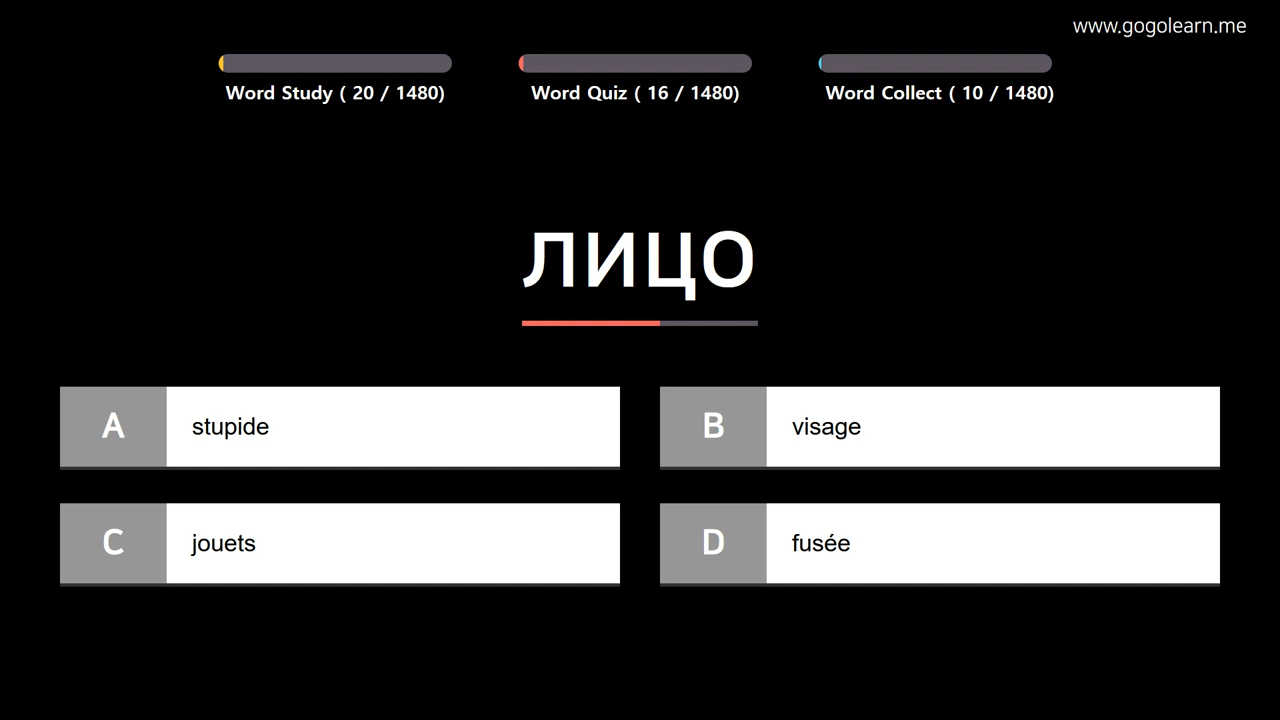 www.gogolearn.me
Word Study ( 20 / 1480)
Word Quiz ( 16 / 1480)
Word Collect ( 10 / 1480)
лицо
A stupide
B visage
C jouets
D fusée